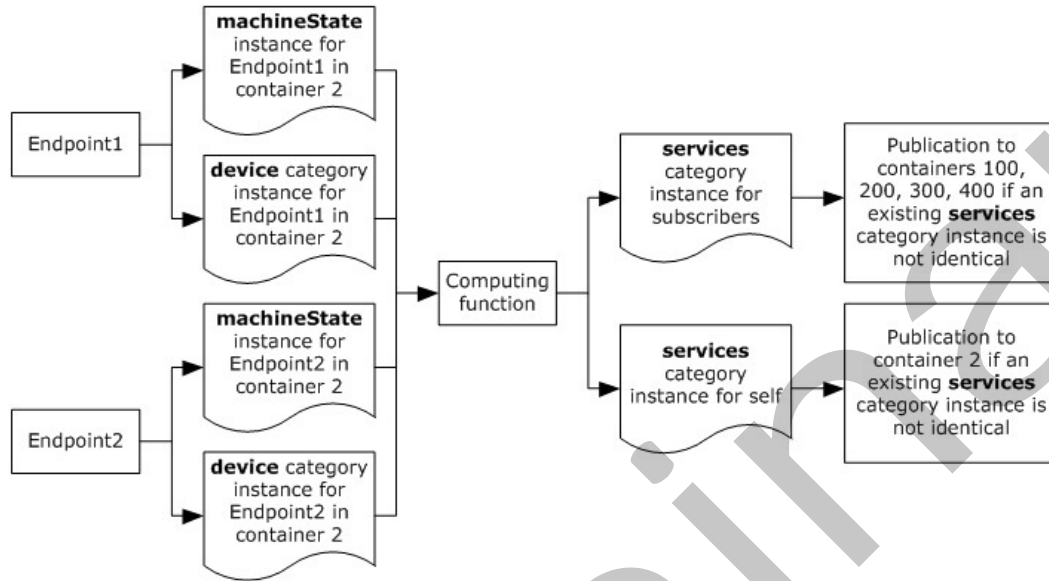 machineState
instance for
Endpoint1 in
container 2
Endpoint1
device category
instance for
Endpoint1 in
container 2
machineState
instance for
Endpoint2 in
container 2
Endpoint2
device category
instance for
Endpoint2 in
container 2
Computing
function
services
category
instance for
subscribers
services
category
instance for self
Publication to
containers 100,
200, 300, 400 if an
existing services
category instance is
not identical
Publication to
container 2 if an
existing services
category instance is
not identical